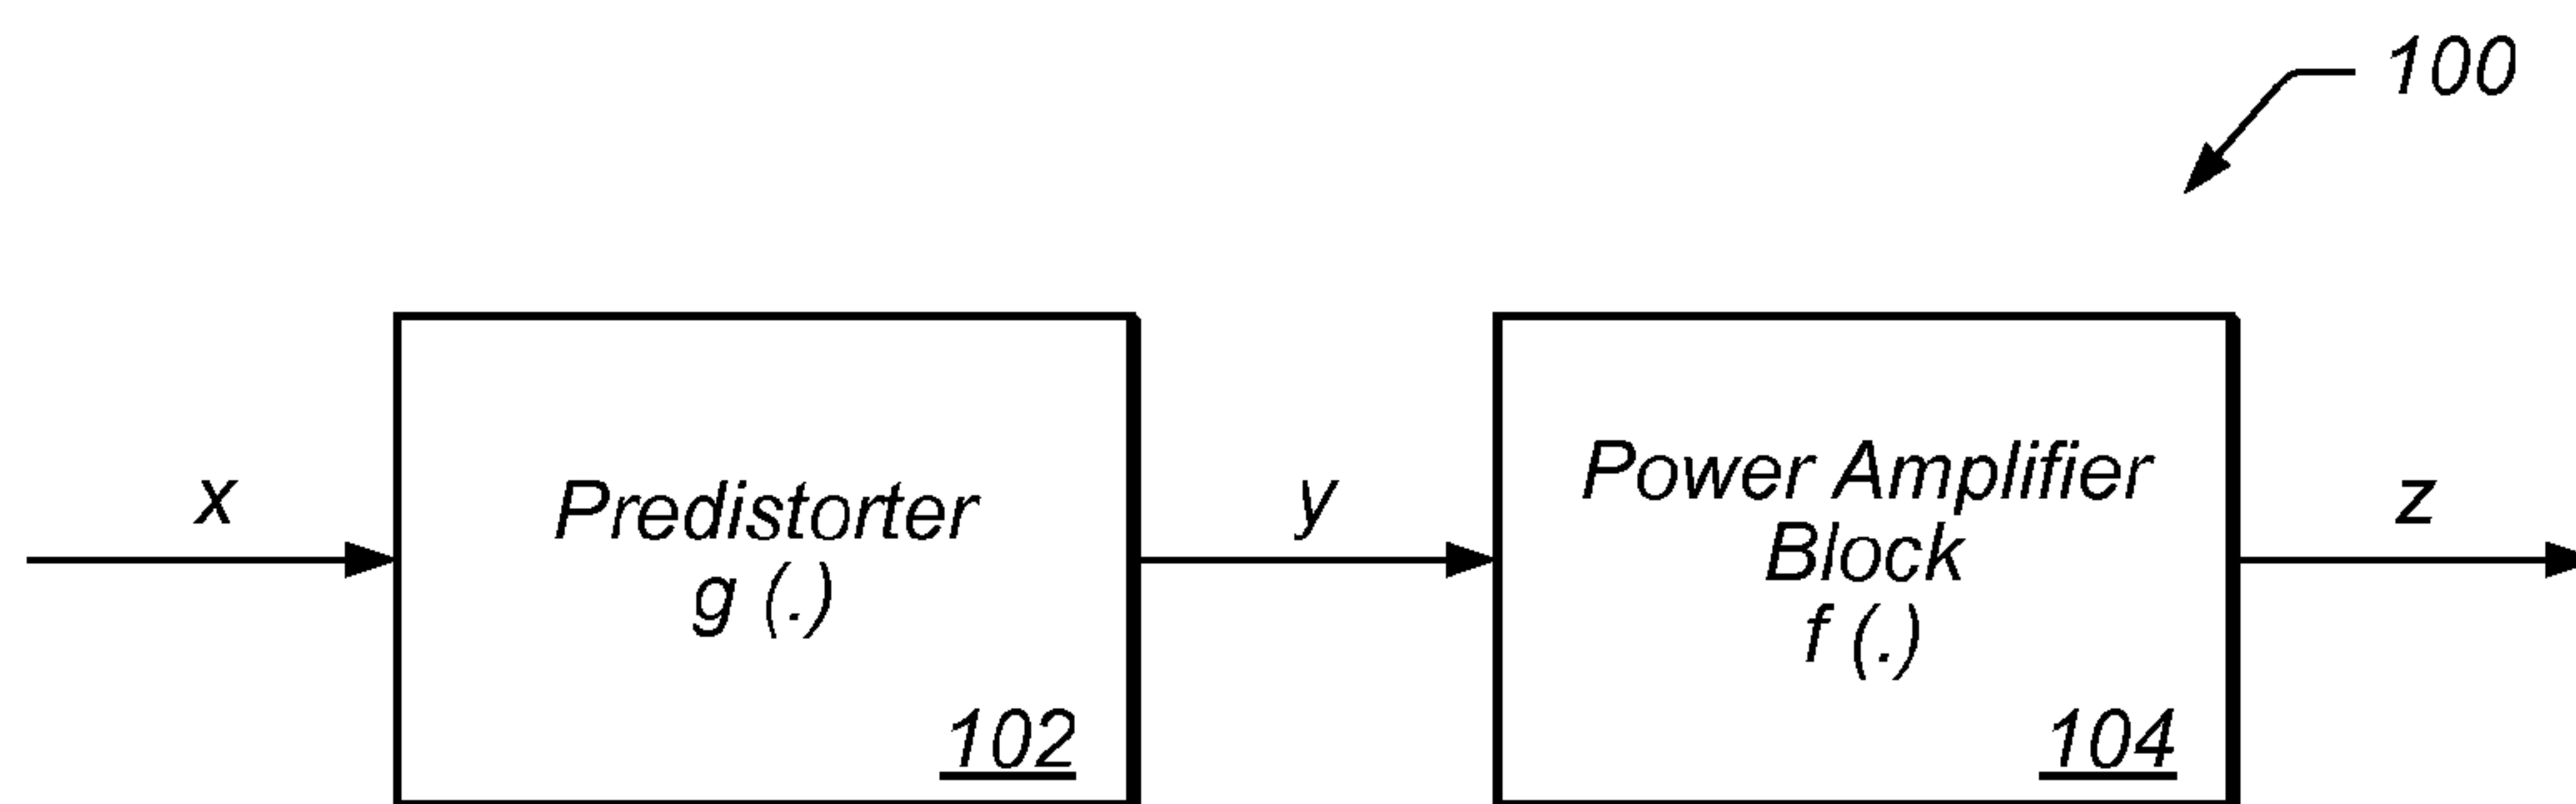 100
x
Predistorter
g (.)
102
y
Power Amplifier
Block
f (.)
104
z